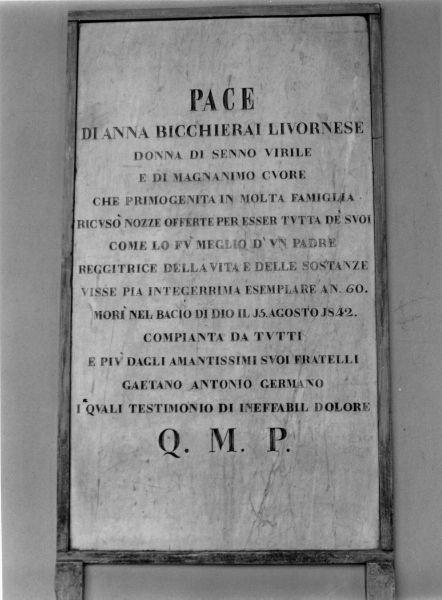 PACE
DI ANNA BICCHIERAI LIVORNESE
DONNA DI SENNO VIRILE
E DI MAGNANIMO CVORE
CHE PRIMOGENITA IN MOLTA FAMIGLIA
RICVSÒ NOZZE OFFERTE PER ESSER TVTTA DE' SVOI
COME LO FV' MEGLIO D' VN PADRE
REGGITRICE DELLA VITA E DELLE SOSTANZE
VISSE PIA INTEGERRIMA ESEMPLARE AN. 60.
MORÌ NEL BACIO DI DIO IL 15. AGOSTO 1842.
COMPIANTA DA TVTTI
E PIV' DAGLI AMANTISSIMI SVOI FRATELLI
GAETANO ANTONIO GERMANO
I QVALI TESTIMONIO DI INEFFABIL DOLORE
Q. M. P.